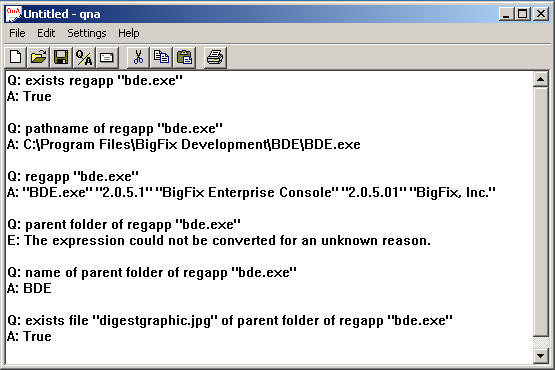 Untitled - qna
File Edit Settings Help
Q: exists regapp "bde.exe"
A: True
Q: pathname of regapp "bde.exe"
A: C:\Program Files\BigFix Development\BDE\BDE.exe
Q: regapp "bde.exe"
A: "BDE.exe" "2.0.5.1" "BigFix Enterprise Console" "2.0.5.01" "BigFix, Inc."
Q: parent folder of regapp "bde.exe"
E: The expression could not be converted for an unknown reason.
Q: name of parent folder of regapp "bde.exe"
A: BDE
Q: exists file "digestgraphic.jpg" of parent folder of regapp "bde.exe"
A: True